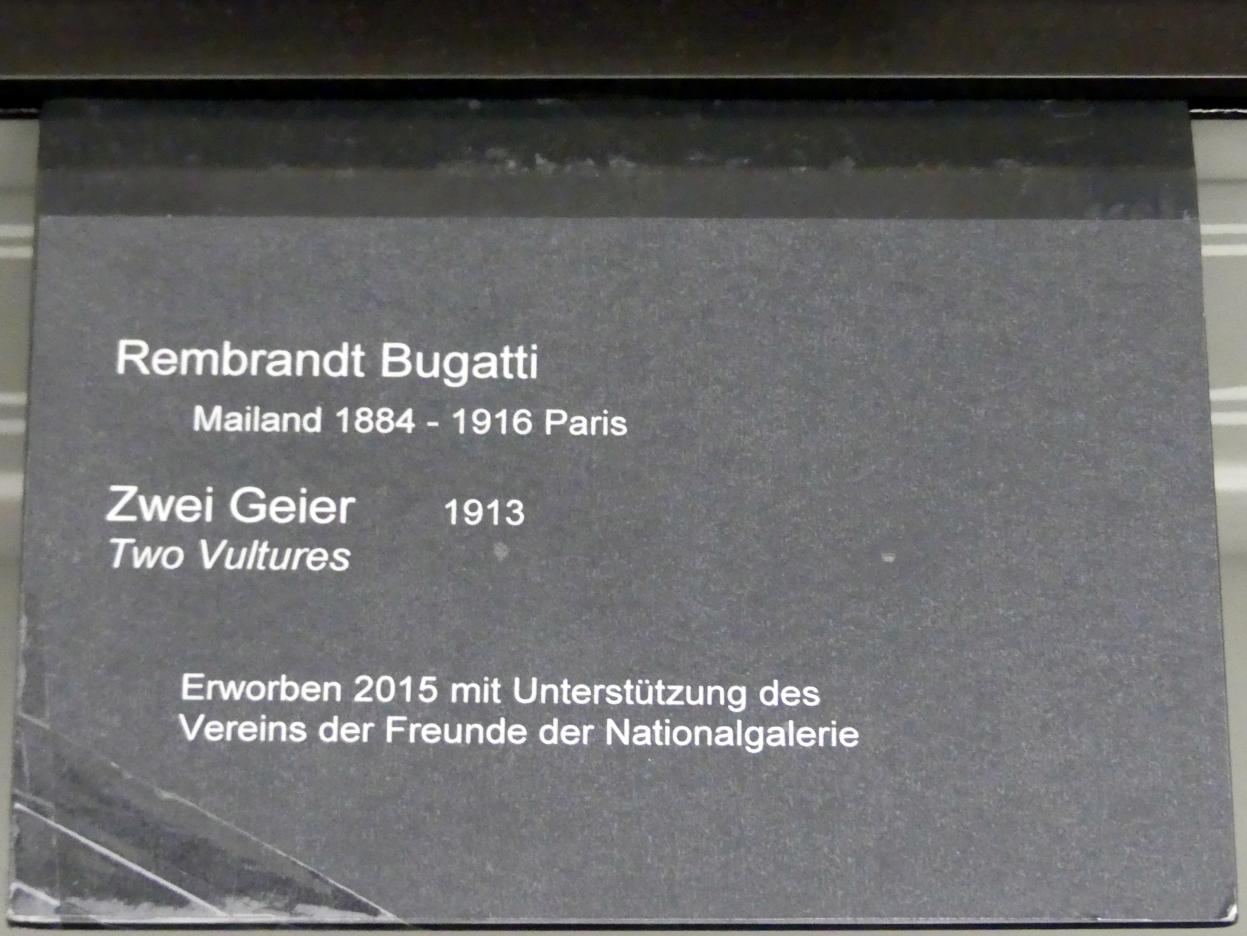 Rembrandt Bugatti
Mailand 1884 - 1916 Paris
Zwei Geier 1913
Two Vultures
Erworben 2015 mit Unterstützung des
Vereins der Freunde der Nationalgalerie